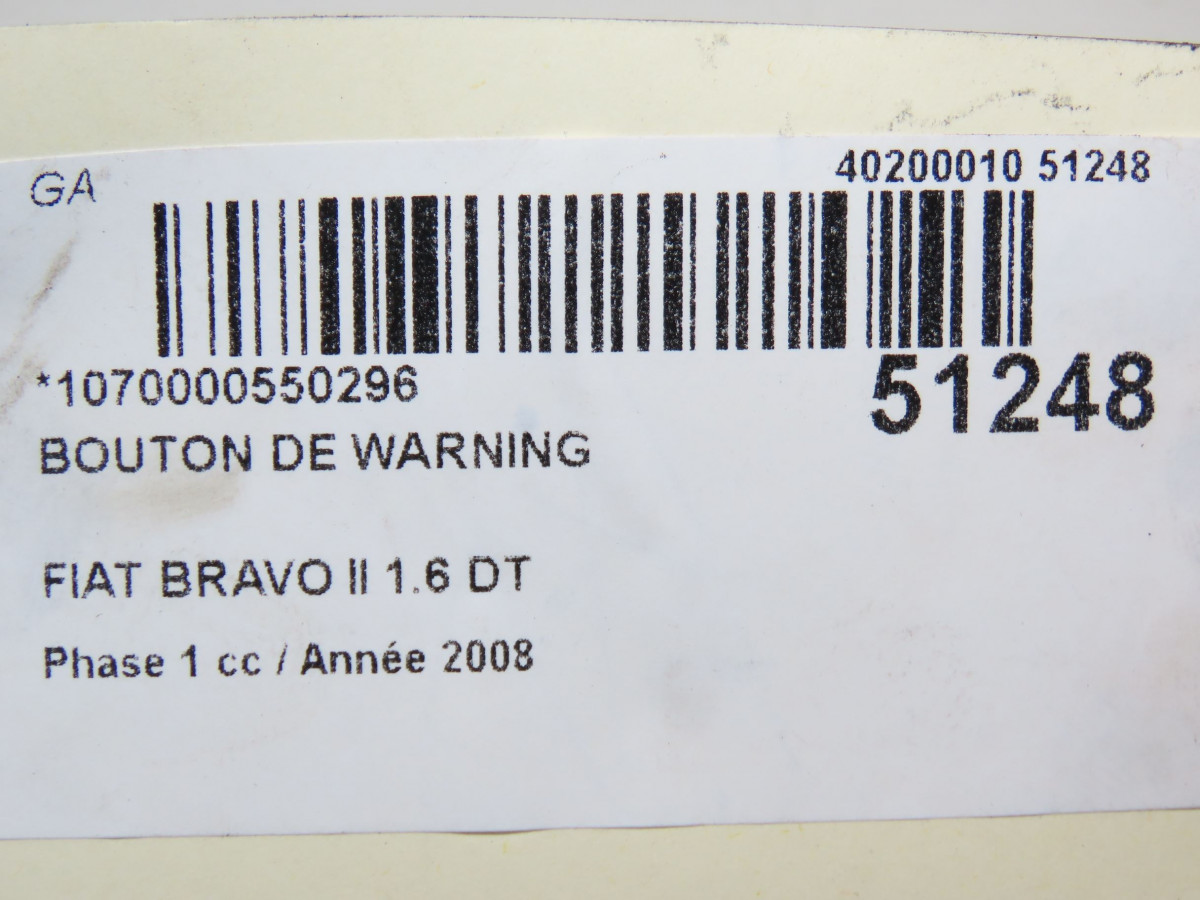 GA
40200010 51248
*1070000550296
51248
BOUTON DE WARNING
FIAT BRAVO II 1.6 DT
Phase 1 cc / Année 2008